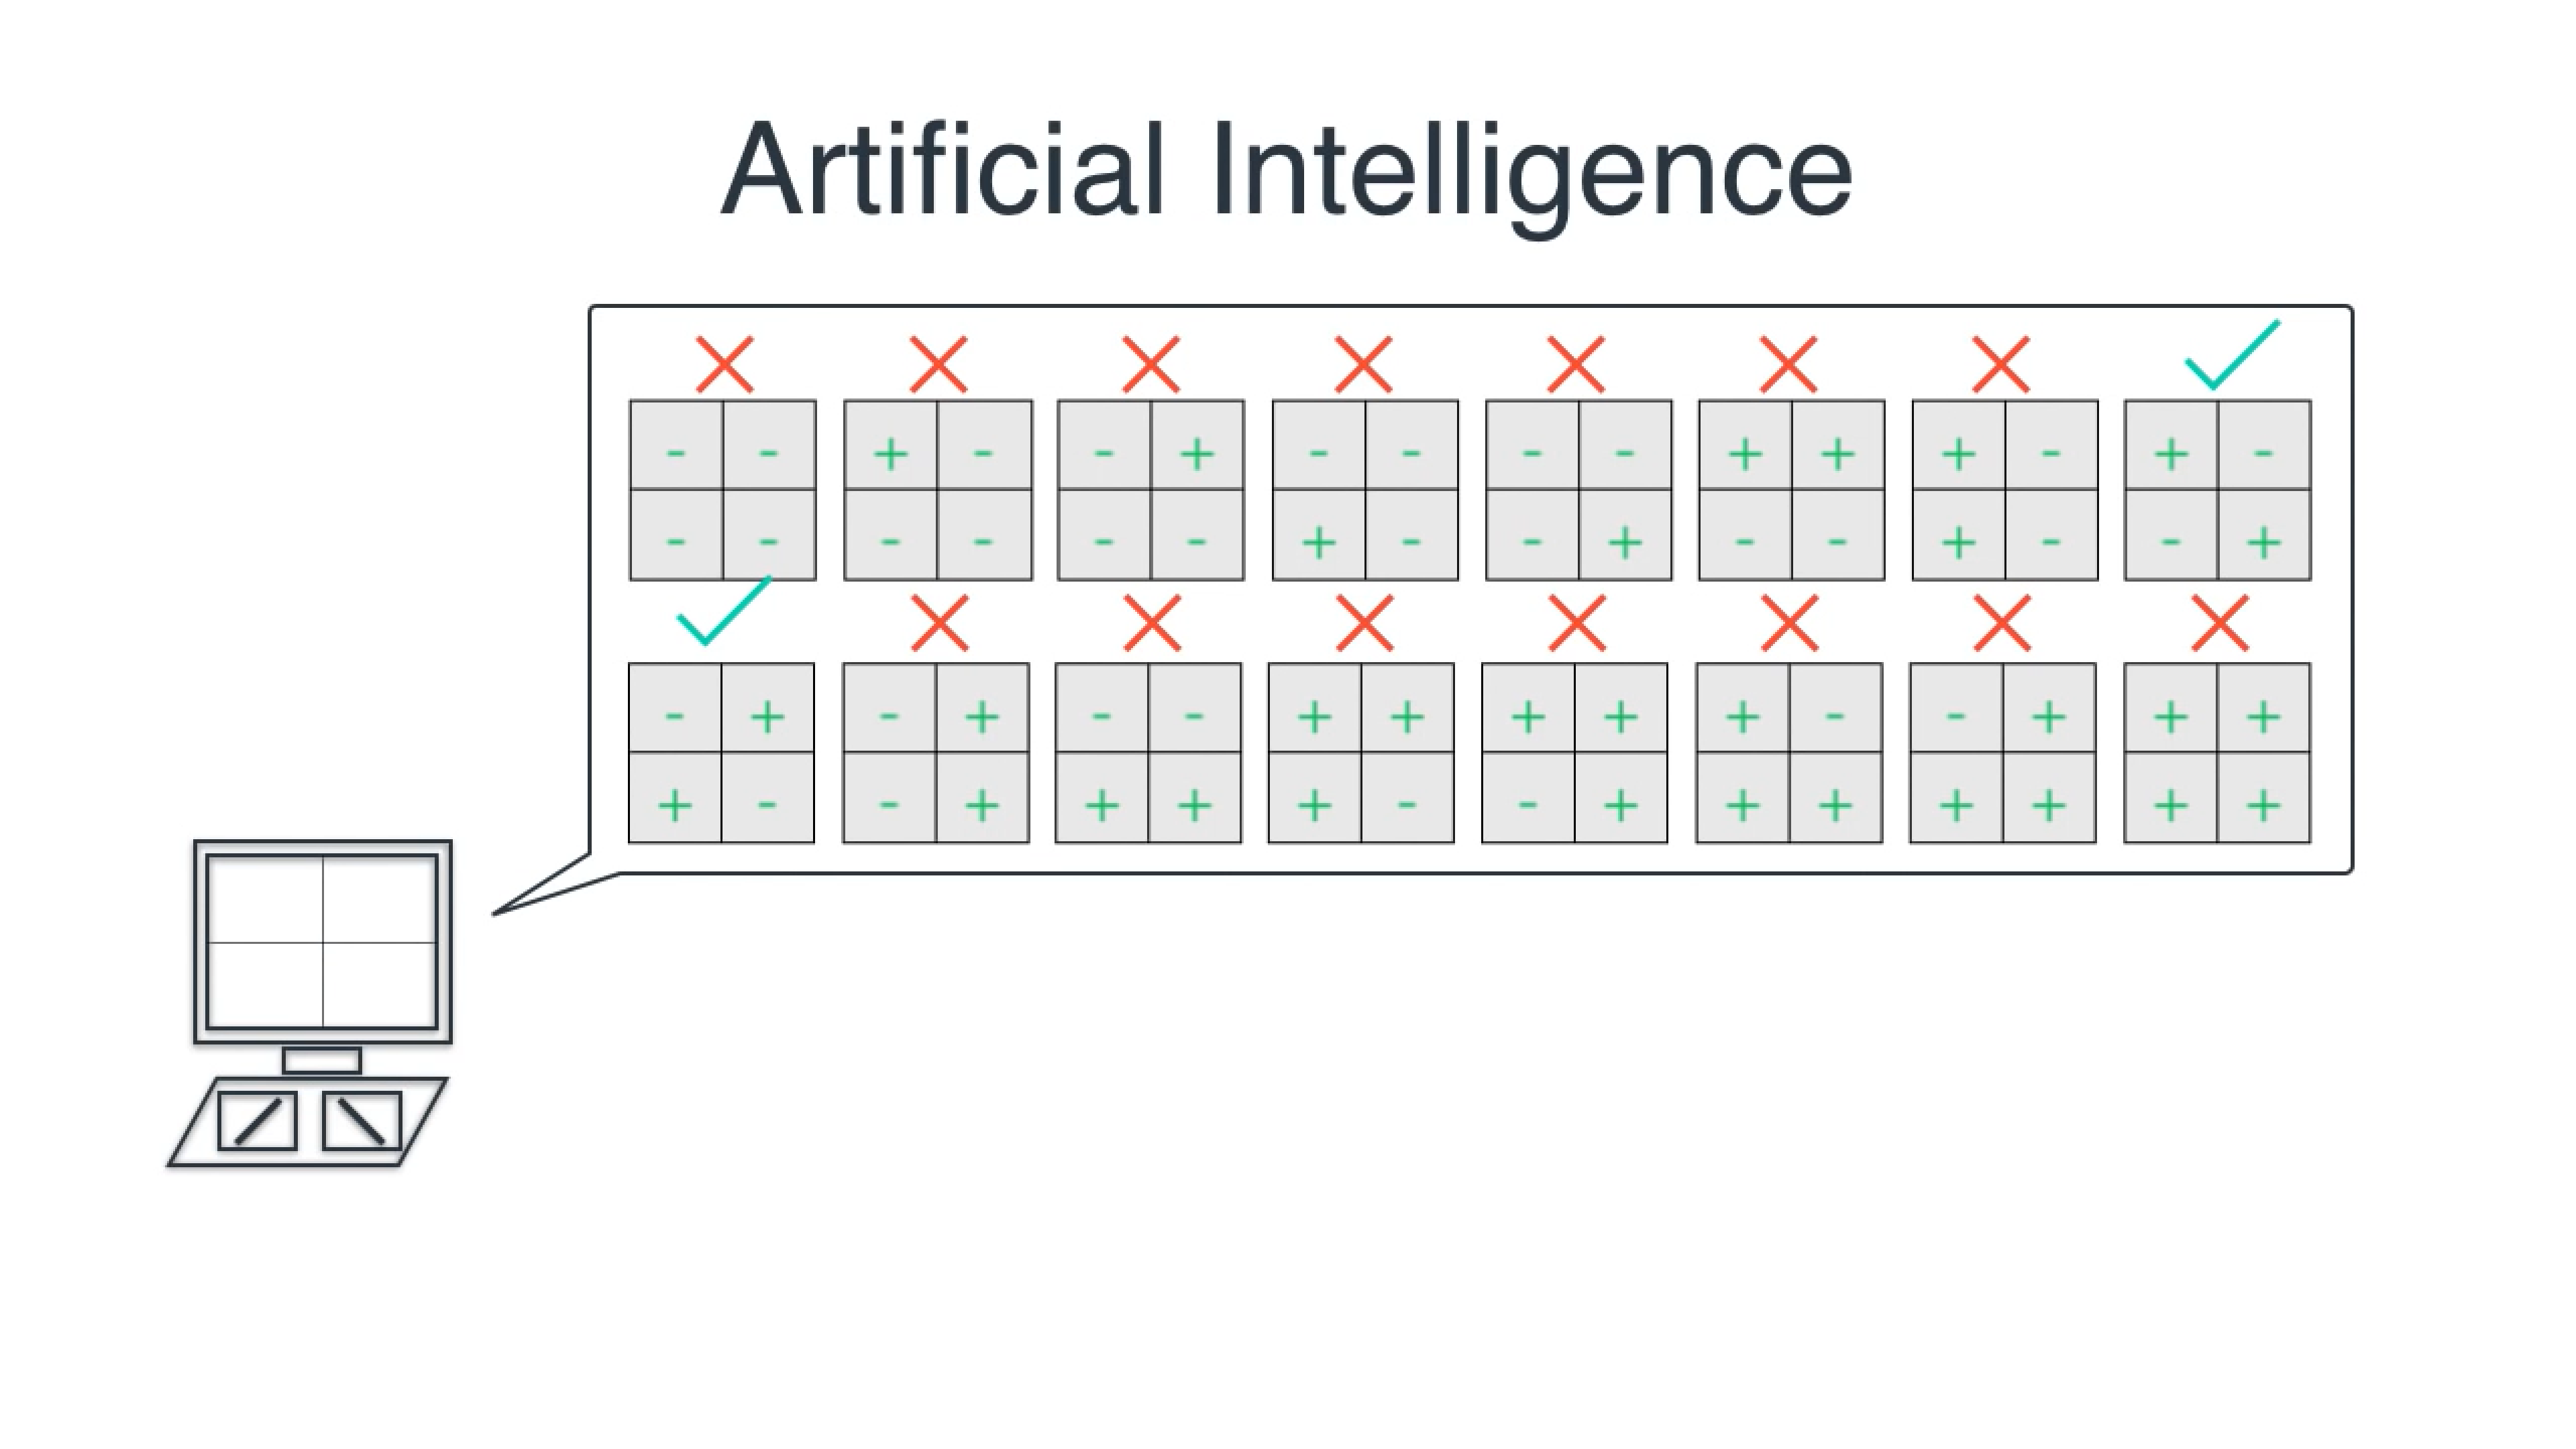 Artificial Intelligence
- - + - - + - - - - + + + - + -
- - - - - - + - - + - - + - - +
- + - + - - + + + + + - - + + +
+ - - + + + + - - + + + + + + +